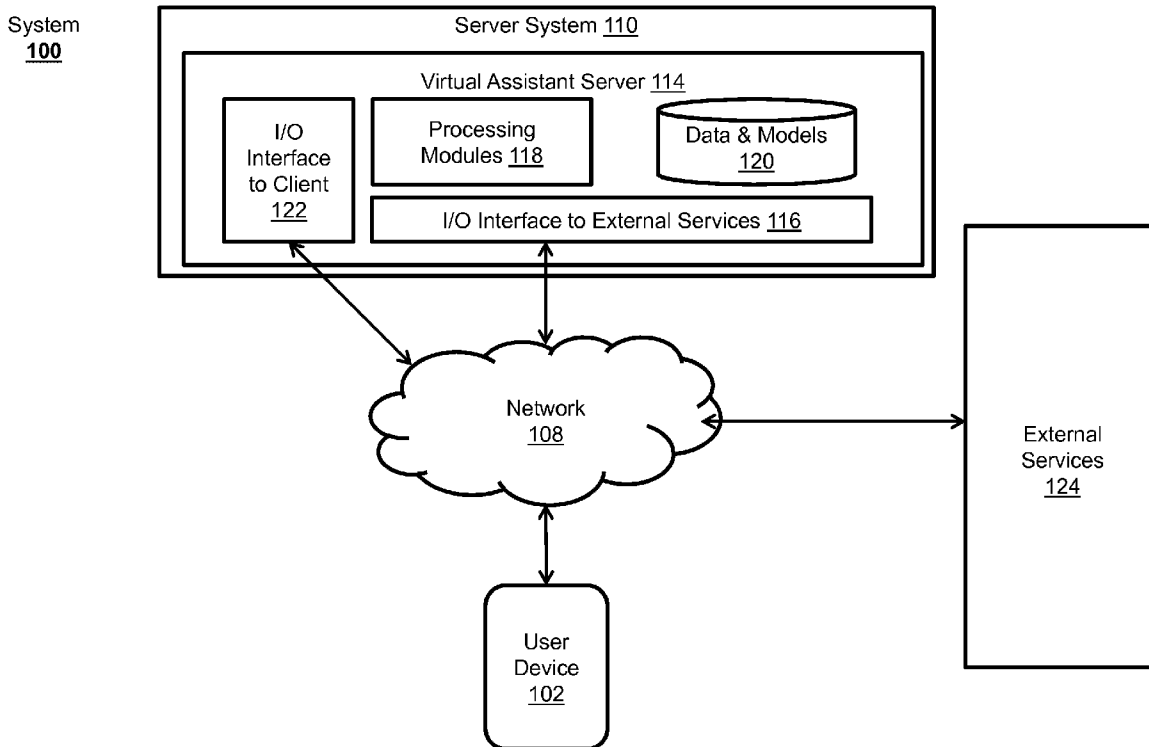 System
100
Server System 110
Virtual Assistant Server 114
I/O
Interface
to Client
122
Processing
Modules 118
Data & Models
120
I/O Interface to External Services 116
Network
108
External
Services
124
User
Device
102